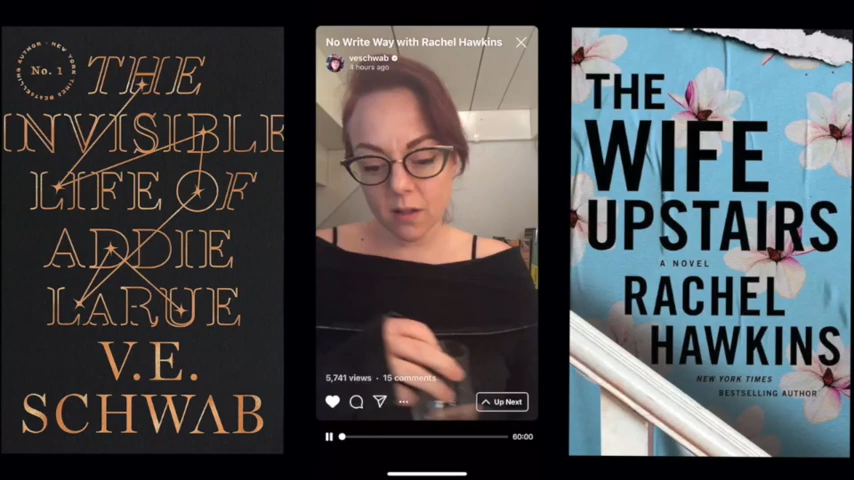 AUTHOR · NEW YORK TIMES BESTSELLING
No. 1
THE
INVISIBLE
LIFE OF
ADDIE
LARUE
V.E.
SCHWAB
No Write Way with Rachel Hawkins
veschwab
4 hours ago
5,741 views · 15 comments
Up Next
60:00
THE
WIFE
UPSTAIRS
A NOVEL
RACHEL
HAWKINS
NEW YORK TIMES
BESTSELLING AUTHOR